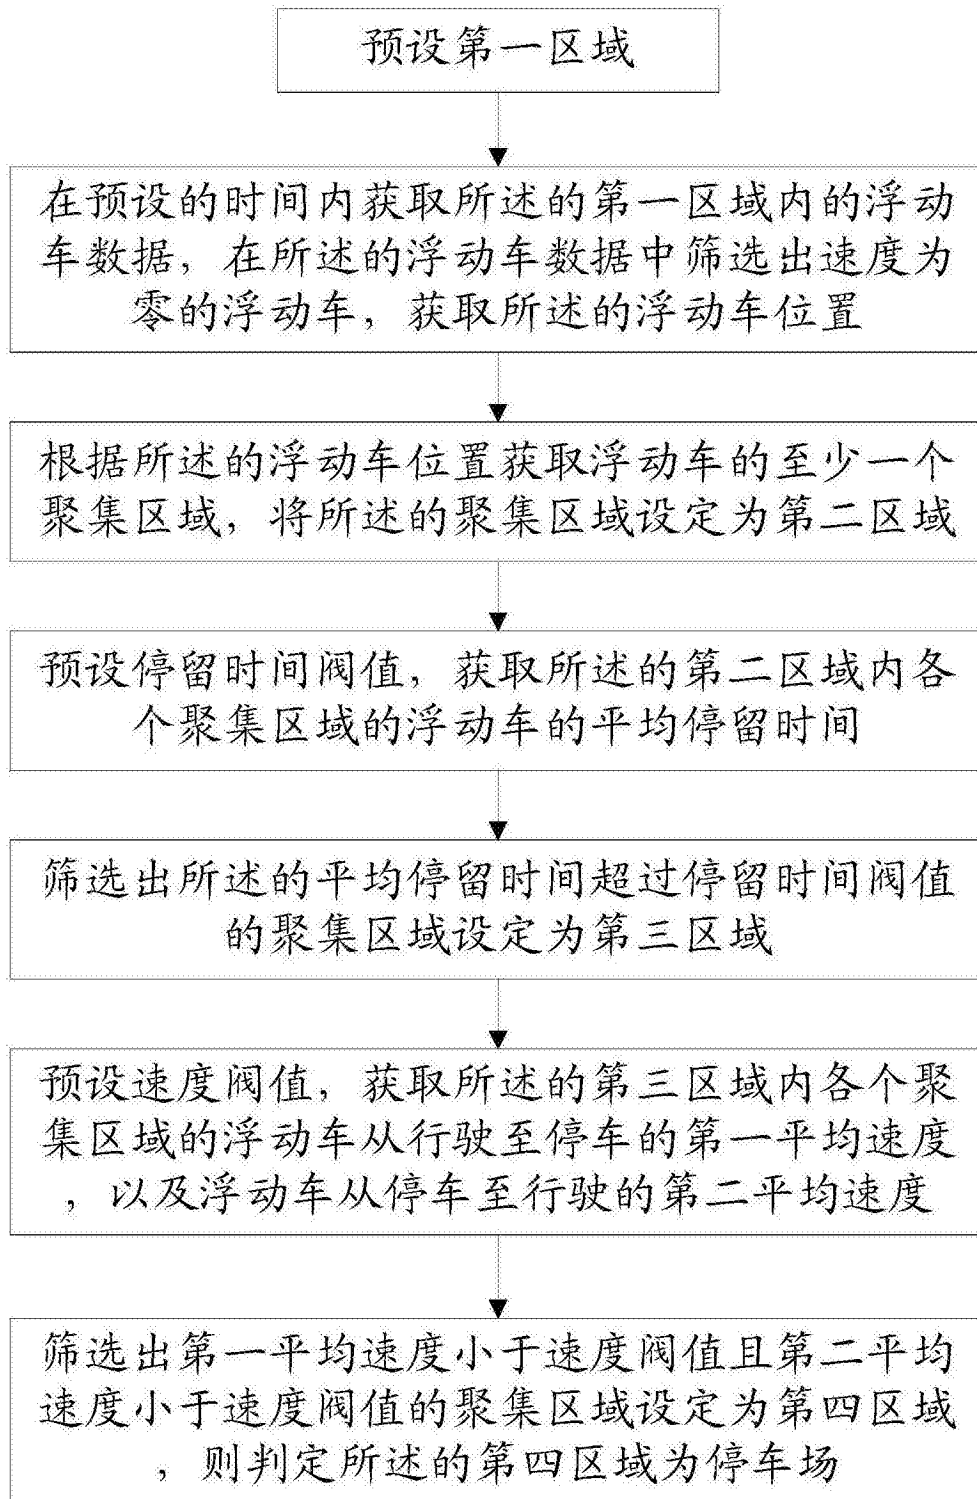 预设第一区域
在预设的时间内获取所述的第一区域内的浮动
车数据，在所述的浮动车数据中筛选出速度为
零的浮动车，获取所述的浮动车位置
根据所述的浮动车位置获取浮动车的至少一个
聚集区域，将所述的聚集区域设定为第二区域
预设停留时间阀值，获取所述的第二区域内各
个聚集区域的浮动车的平均停留时间
筛选出所述的平均停留时间超过停留时间阀值
的聚集区域设定为第三区域
预设速度阀值，获取所述的第三区域内各个聚
集区域的浮动车从行驶至停车的第一平均速度
，以及浮动车从停车至行驶的第二平均速度
筛选出第一平均速度小于速度阀值且第二平均
速度小于速度阀值的聚集区域设定为第四区域
，则判定所述的第四区域为停车场